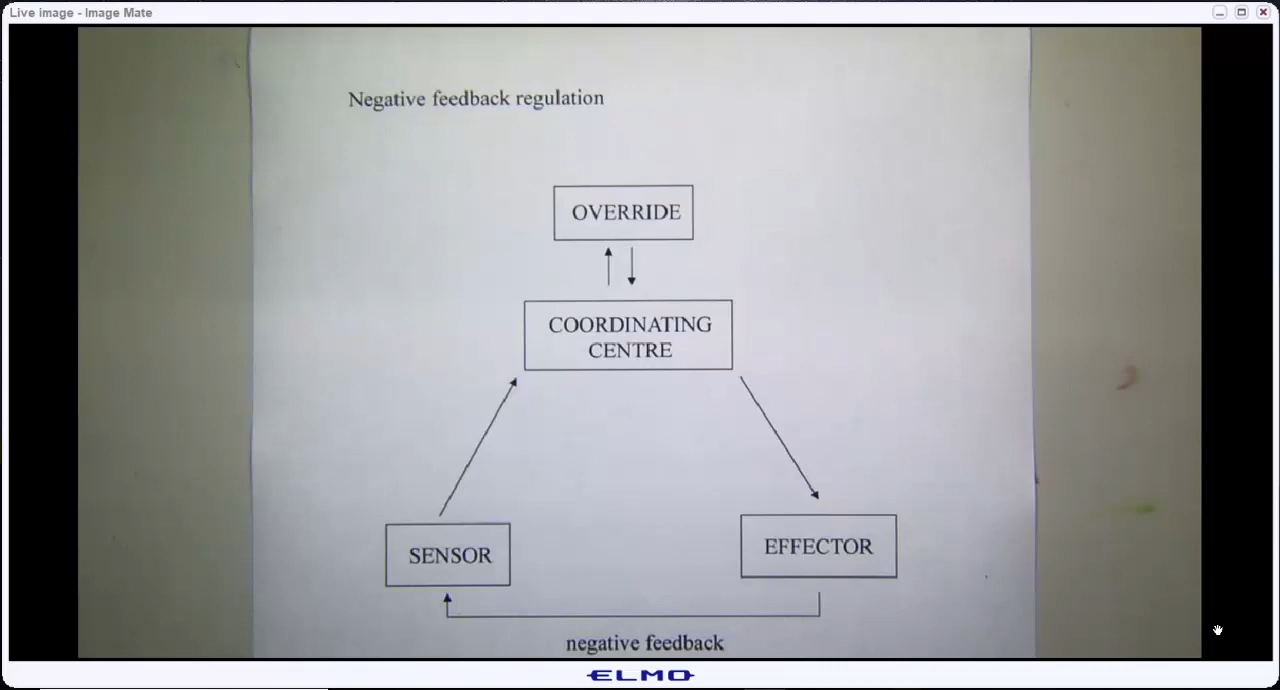 Live image - Image Mate
Negative feedback regulation
OVERRIDE
COORDINATING
CENTRE
SENSOR
EFFECTOR
negative feedback
ELMO